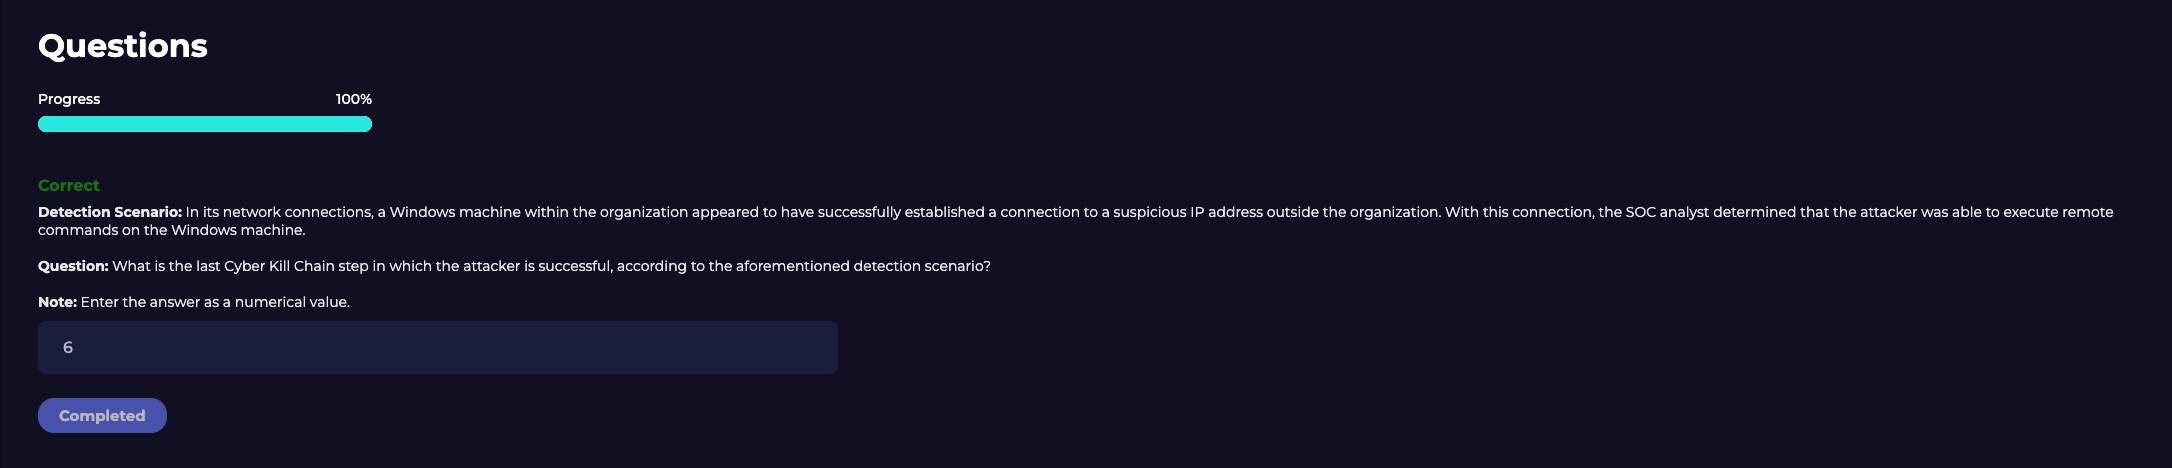 Questions
Progress 100%
Correct
Detection Scenario: In its network connections, a Windows machine within the organization appeared to have successfully established a connection to a suspicious IP address outside the organization. With this connection, the SOC analyst determined that the attacker was able to execute remote
commands on the Windows machine.
Question: What is the last Cyber Kill Chain step in which the attacker is successful, according to the aforementioned detection scenario?
Note: Enter the answer as a numerical value.
6
Completed